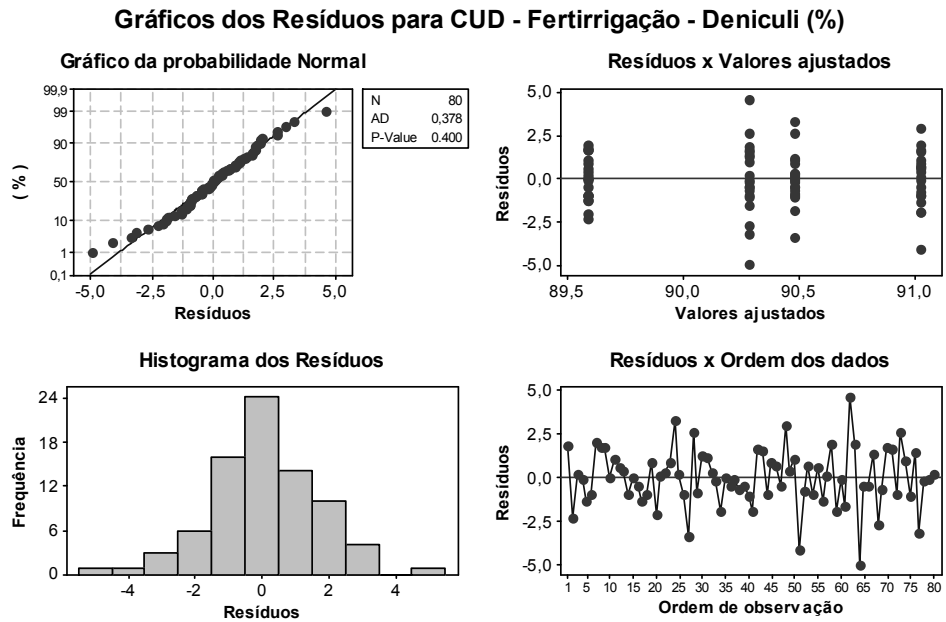 Gráficos dos Resíduos para CUD - Fertirrigação - Deniculi (%)
Gráfico da probabilidade Normal
99,9
99
90
50
10
1
0,1
( % )
-5,0 -2,5 0,0 2,5 5,0
Resíduos
N 80
AD 0,378
P-Value 0.400
Resíduos x Valores ajustados
5,0
2,5
0,0
-2,5
-5,0
Resíduos
89,5 90,0 90,5 91,0
Valores ajustados
Histograma dos Resíduos
24
18
12
6
0
Frequência
-4 -2 0 2 4
Resíduos
Resíduos x Ordem dos dados
5,0
2,5
0,0
-2,5
-5,0
Resíduos
1 5 10 15 20 25 30 35 40 45 50 55 60 65 70 75 80
Ordem de observação